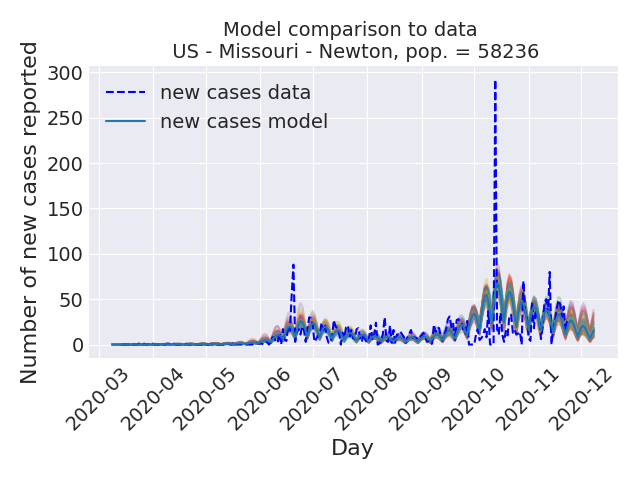 Model comparison to data
US - Missouri - Newton, pop. = 58236
Number of new cases reported
300
250
200
150
100
50
0
new cases data
new cases model
2020-03
2020-04
2020-05
2020-06
2020-07
2020-08
2020-09
2020-10
2020-11
2020-12
Day